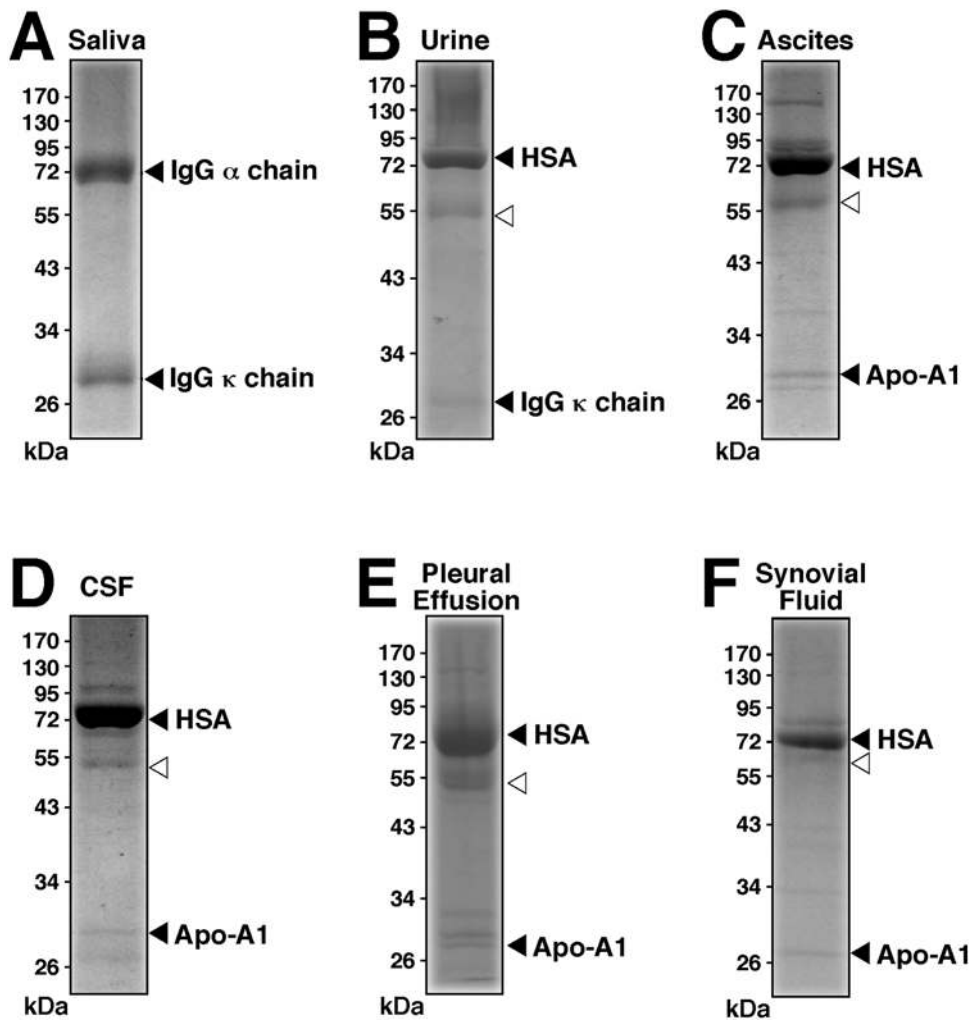 A Saliva
170
130
95
72 IgG α chain
55
43
34
IgG κ chain
26
kDa
B Urine
170
130
95
72 HSA
55
43
34
IgG κ chain
26
kDa
C Ascites
170
130
95
72 HSA
55
43
34
Apo-A1
26
kDa
D CSF
170
130
95
72 HSA
55
43
34
Apo-A1
26
kDa
E Pleural
Effusion
170
130
95
72 HSA
55
43
34
Apo-A1
26
kDa
F Synovial
Fluid
170
130
95
72 HSA
55
43
34
Apo-A1
26
kDa